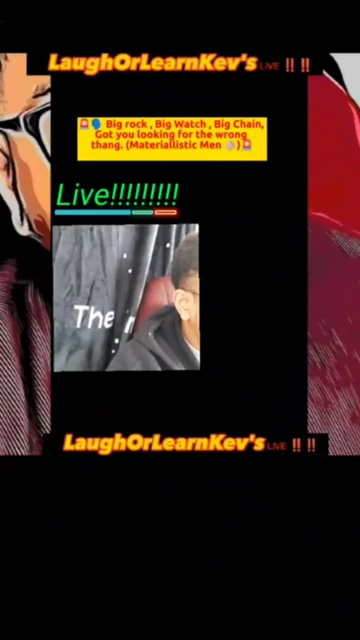 LaughOrLearnKev's LIVE ‼️ ‼️
🚨🗣️ Big rock , Big Watch , Big Chain,
Got you looking for the wrong
thang. (Materiallistic Men 🪨)🚨
Live!!!!!!!!!
The
LaughOrLearnKev's LIVE ‼️ ‼️